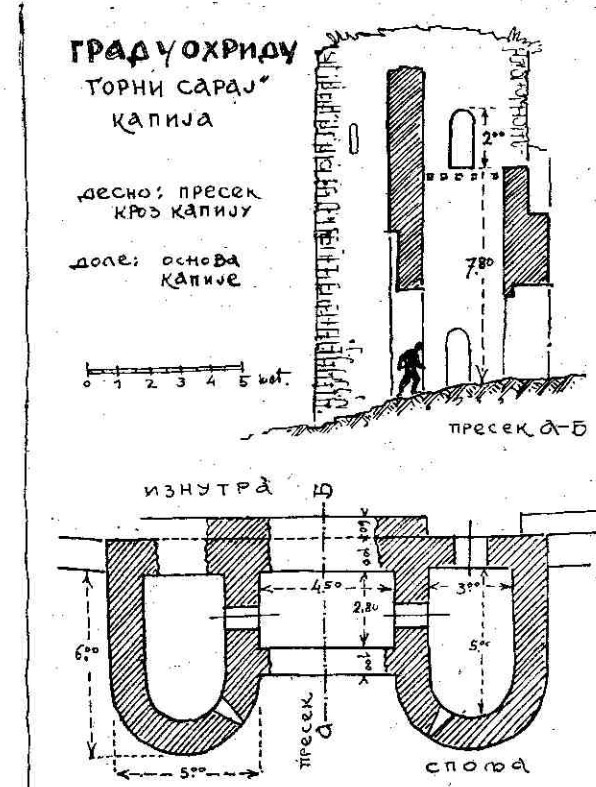 ГРАД У ОХРИДУ
"ГОРНИ САРАЈ"
КАПИЈА
ДЕСНО: ПРЕСЕК
КРОЗ КАПИЈУ
ДОЛЕ: ОСНОВА
КАПИЈЕ
0 1 2 3 4 5 мет.
2.00
7.80
ПРЕСЕК А-Б
ИЗНУТРА
Б
4.50
2.80
3.00
6.00
5.00
5.00
ПРЕСЕК
А
СПОЉА